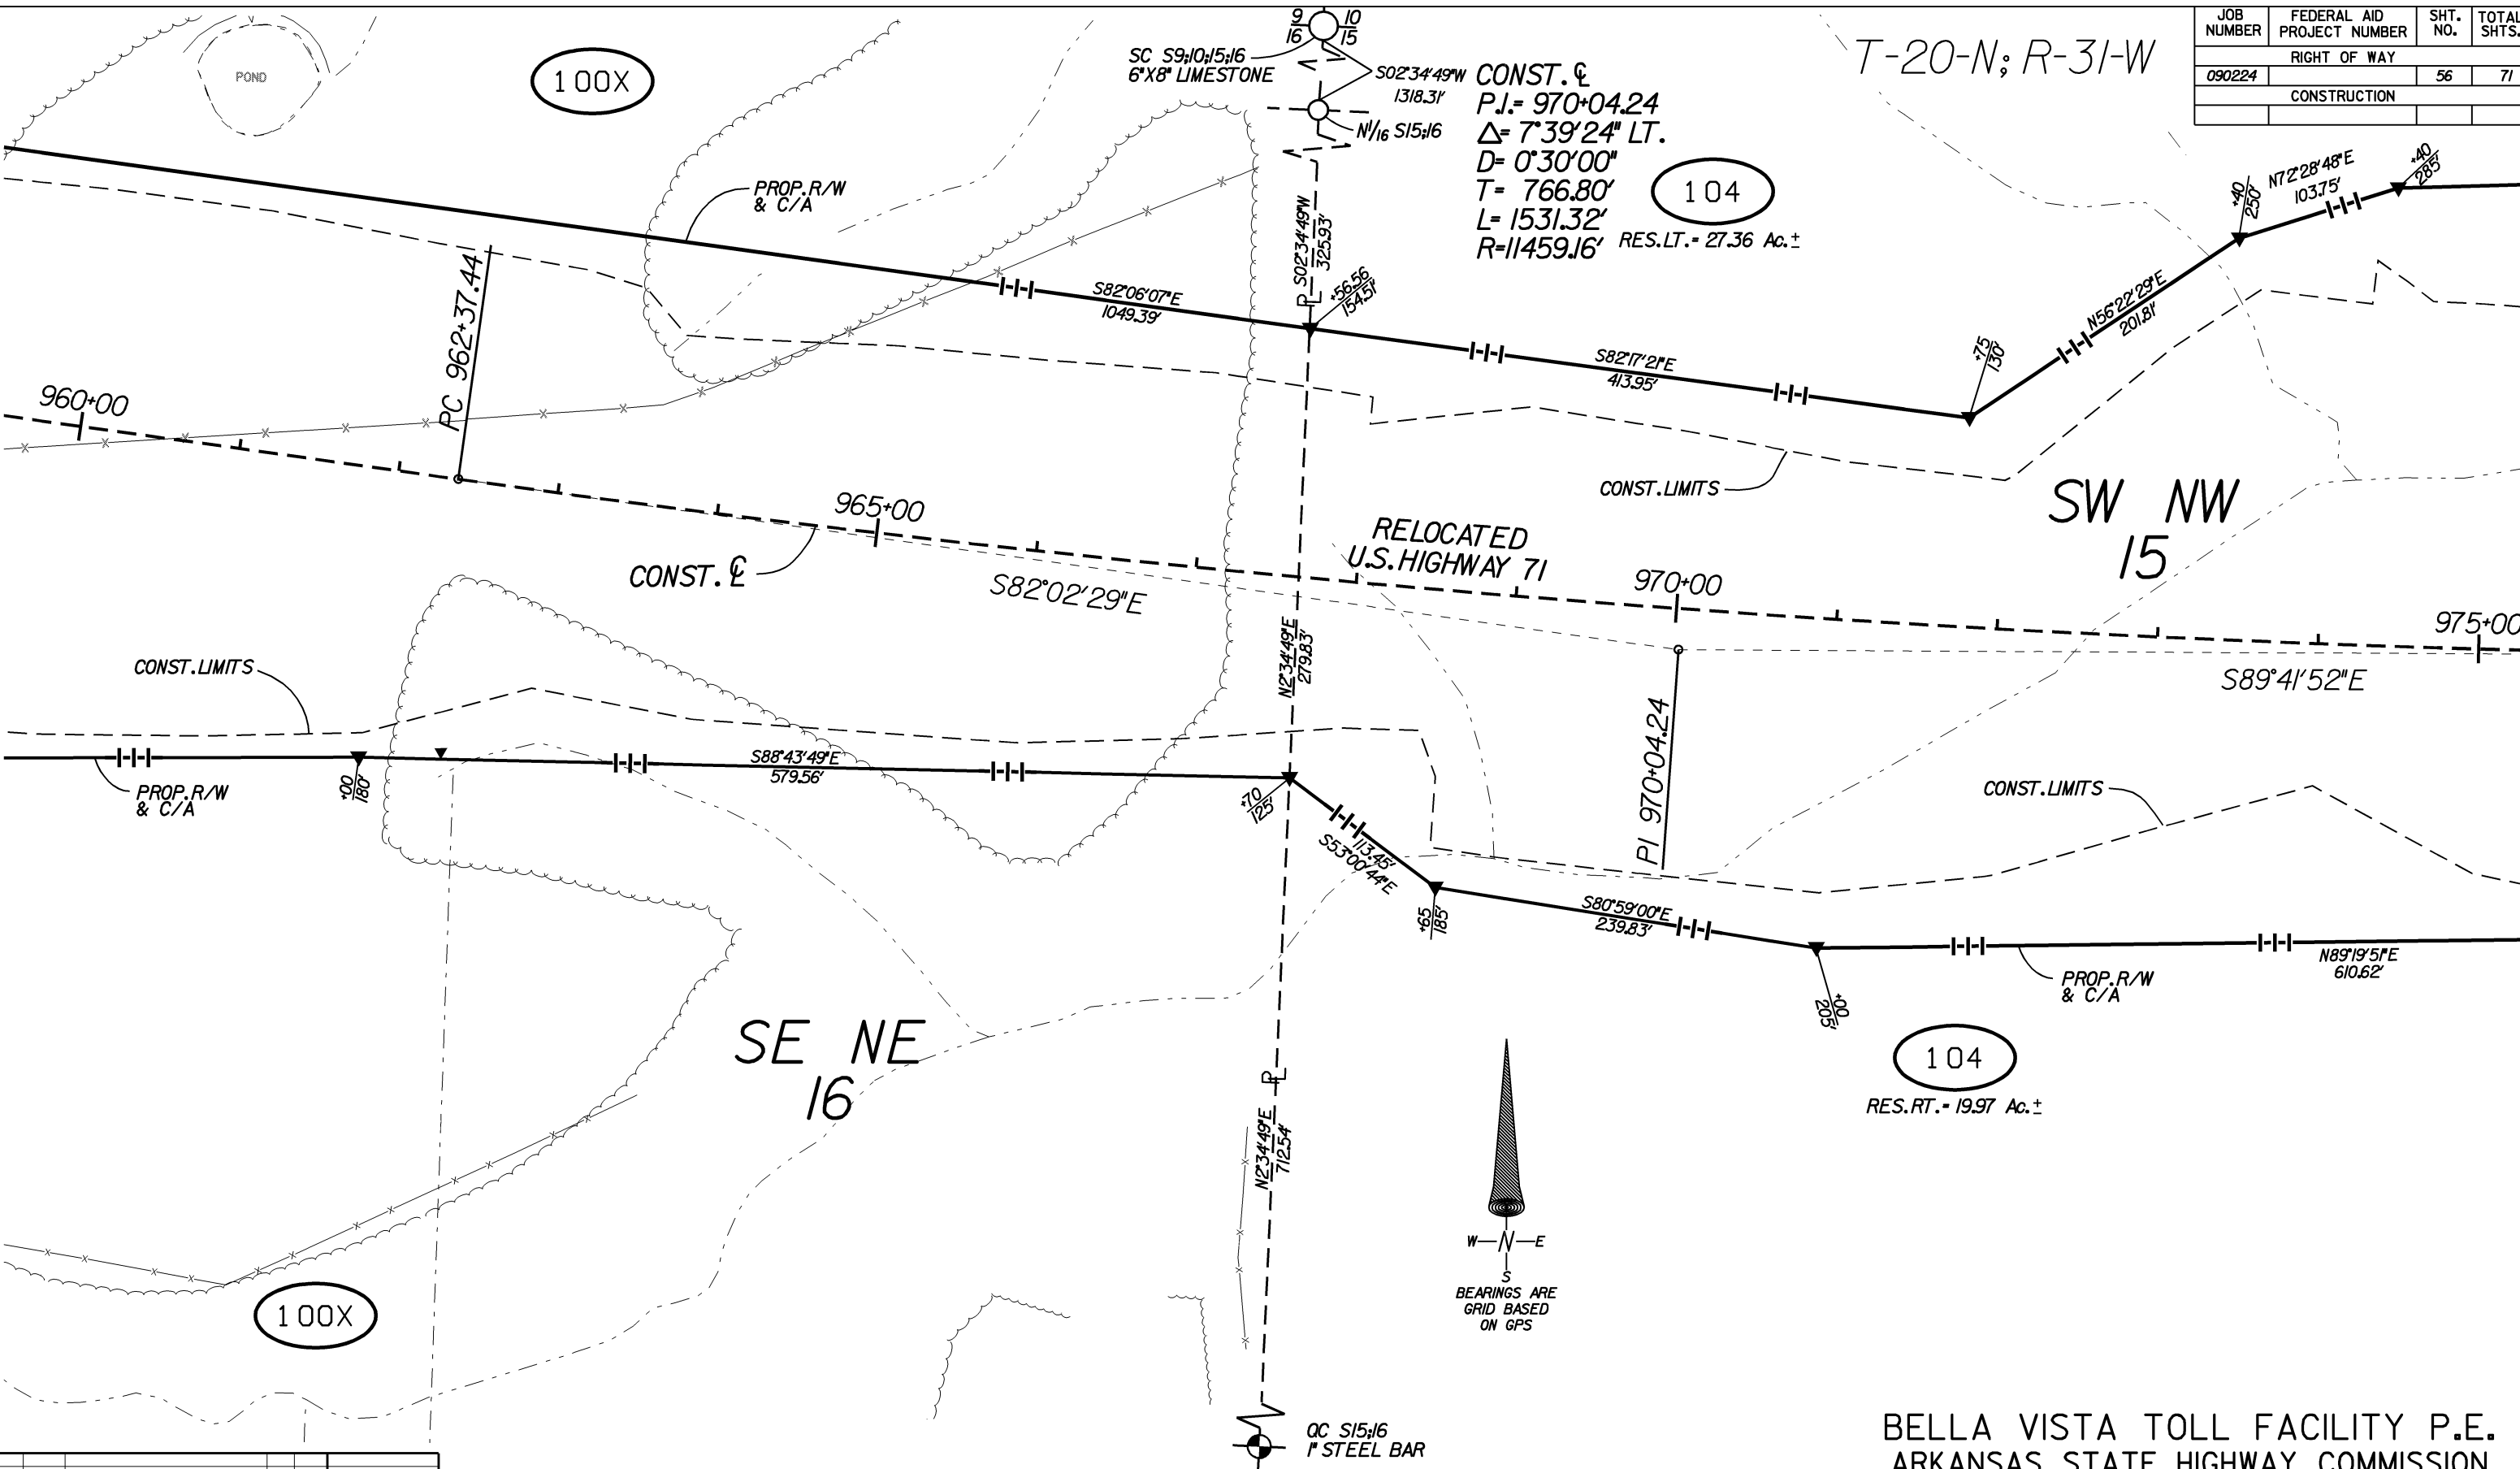 9 10
16 15
SC S9;10;15;16
6"X8" LIMESTONE
S02°34'49"W
1318.31'
N1/16 S15;16
POND
100X
CONST. ℄
P.I.= 970+04.24
Δ= 7°39'24" LT.
D= 0°30'00"
T= 766.80'
L= 1531.32'
R=11459.16'
104
RES.LT.= 27.36 Ac.±
T-20-N; R-31-W
JOB NUMBER
FEDERAL AID PROJECT NUMBER
SHT. NO.
TOTAL SHTS.
RIGHT OF WAY
090224 56 71
CONSTRUCTION
PROP.R/W
& C/A
S02°34'49"W
325.93'
PL
+56.56
154.51'
S82°06'07"E
1049.39'
S82°17'21"E
413.95'
+75
130'
N56°22'29"E
201.81'
+40
250'
N72°28'48"E
103.75'
+40
285'
PC 962+37.44
960+00
965+00
CONST. ℄
S82°02'29"E
RELOCATED
U.S.HIGHWAY 71
970+00
975+00
S89°41'52"E
CONST.LIMITS
SW NW
15
CONST.LIMITS
N2°34'49"E
279.83'
PI 970+04.24
PROP.R/W
& C/A
+00
180'
S88°43'49"E
579.56'
+70
125'
113.45'
S53°00'44"E
+65
185'
S80°59'00"E
239.83'
CONST.LIMITS
+00
205'
PROP.R/W
& C/A
N89°19'51"E
610.62'
SE NE
16
PL
N2°34'49"E
712.54'
104
RES.RT.= 19.97 Ac.±
W N E
S
BEARINGS ARE
GRID BASED
ON GPS
100X
QC S15;16
1" STEEL BAR
BELLA VISTA TOLL FACILITY P.E.
ARKANSAS STATE HIGHWAY COMMISSION